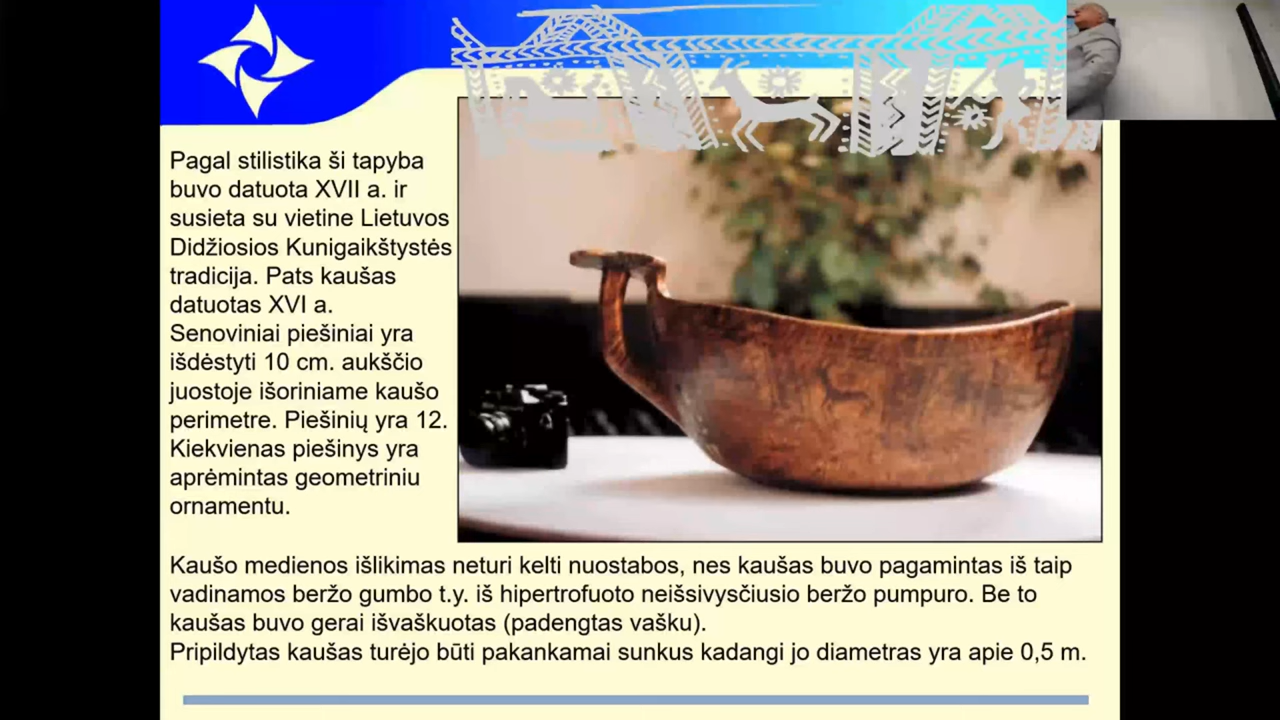 Pagal stilistika ši tapyba
buvo datuota XVII a. ir
susieta su vietine Lietuvos
Didžiosios Kunigaikštystės
tradicija. Pats kaušas
datuotas XVI a.
Senoviniai piešiniai yra
išdėstyti 10 cm. aukščio
juostoje išoriniame kaušo
perimetre. Piešinių yra 12.
Kiekvienas piešinys yra
aprėmintas geometriniu
ornamentu.
Kaušo medienos išlikimas neturi kelti nuostabos, nes kaušas buvo pagamintas iš taip
vadinamos beržo gumbo t.y. iš hipertrofuoto neišsivysčiusio beržo pumpuro. Be to
kaušas buvo gerai išvaškuotas (padengtas vašku).
Pripildytas kaušas turėjo būti pakankamai sunkus kadangi jo diametras yra apie 0,5 m.